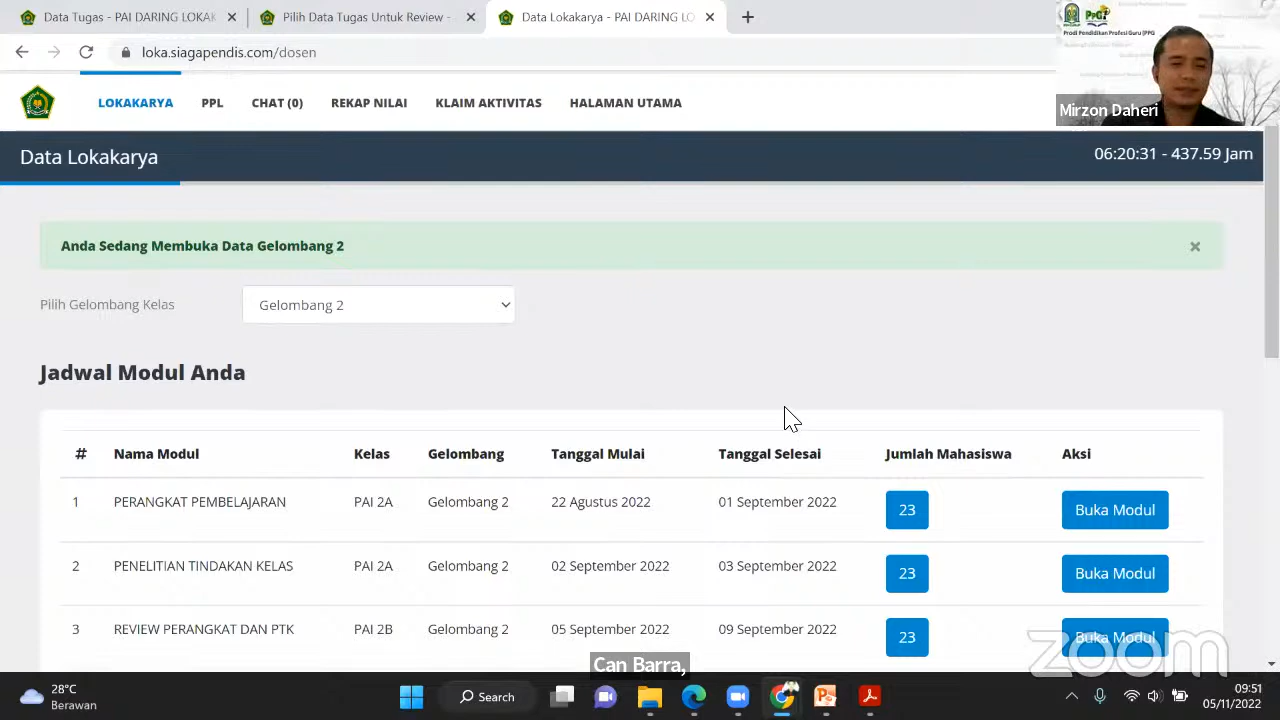 Data Tugas - PAI DARING LOKAK
Pilih Data Tugas
Data Lokakarya - PAI DARING LO
loka.siagapendis.com/dosen
PPG
Prodi Pendidikan Profesi Guru (PPG
Mirzon Daheri
LOKAKARYA PPL CHAT (0) REKAP NILAI KLAIM AKTIVITAS HALAMAN UTAMA
Data Lokakarya
06:20:31 - 437.59 Jam
Anda Sedang Membuka Data Gelombang 2
Pilih Gelombang Kelas
Gelombang 2
Jadwal Modul Anda
# Nama Modul Kelas Gelombang Tanggal Mulai Tanggal Selesai Jumlah Mahasiswa Aksi
1 PERANGKAT PEMBELAJARAN PAI 2A Gelombang 2 22 Agustus 2022 01 September 2022 23 Buka Modul
2 PENELITIAN TINDAKAN KELAS PAI 2A Gelombang 2 02 September 2022 03 September 2022 23 Buka Modul
3 REVIEW PERANGKAT DAN PTK PAI 2B Gelombang 2 05 September 2022 09 September 2022 23 Buka Modul
zoom
Can Barra,
28°C
Berawan
Search
09:51
05/11/2022